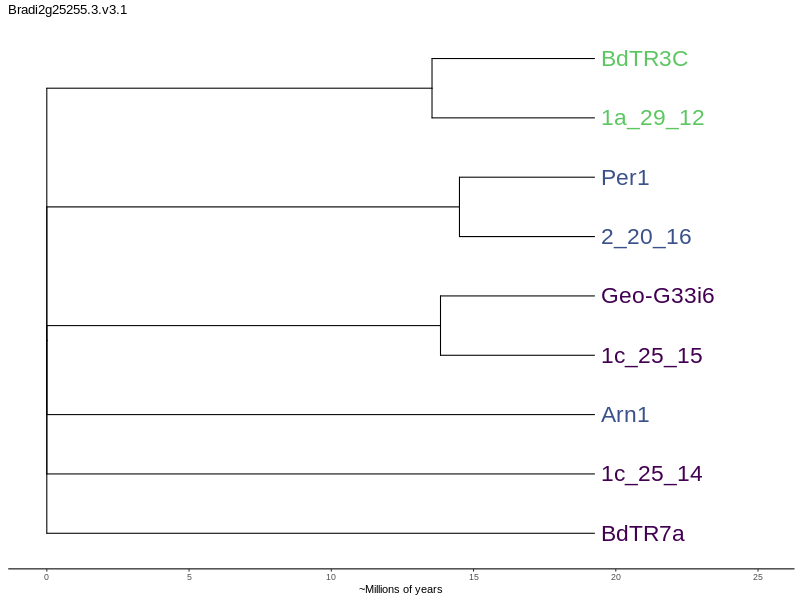 Bradi2g25255.3.v3.1
BdTR3C
1a_29_12
Per1
2_20_16
Geo-G33i6
1c_25_15
Arn1
1c_25_14
BdTR7a
0 5 10 15 20 25
~Millions of years